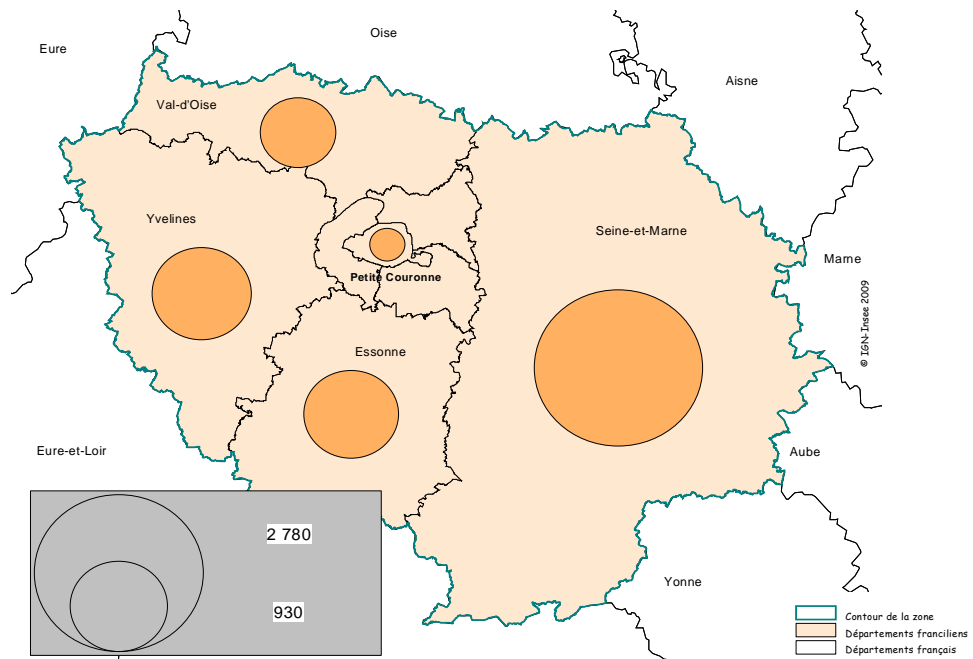 Oise
Eure
Aisne
Val-d'Oise
Yvelines
Seine-et-Marne
Marne
Petite Couronne
© IGN-Insee 2009
Essonne
Eure-et-Loir
Aube
2 780
930
Yonne
Contour de la zone
Départements franciliens
Départements français